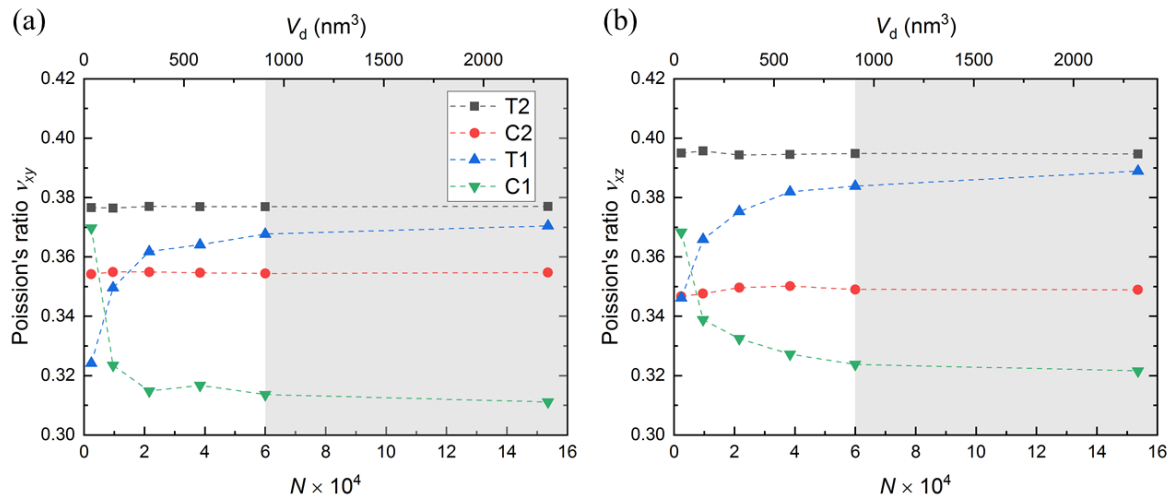 (a)
V_d (nm³)
0 500 1000 1500 2000
0.42
0.40
0.38
0.36
0.34
0.32
0.30
Poission's ratio ν_xy
T2
C2
T1
C1
0 2 4 6 8 10 12 14 16
N × 10⁴
(b)
V_d (nm³)
0 500 1000 1500 2000
0.42
0.40
0.38
0.36
0.34
0.32
0.30
Poission's ratio ν_xz
0 2 4 6 8 10 12 14 16
N × 10⁴